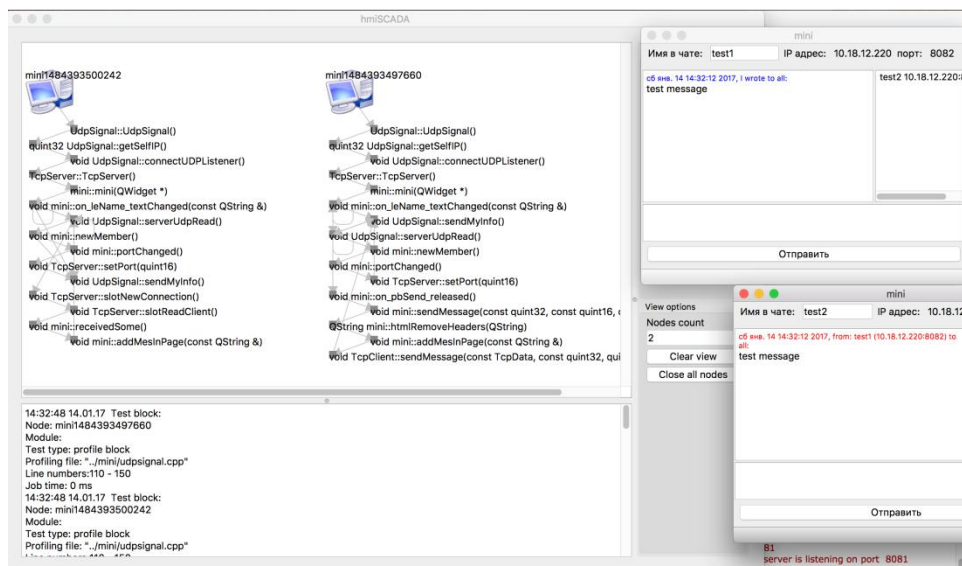 hmiSCADA
mini1484393500242
UdpSignal::UdpSignal()
quint32 UdpSignal::getSelfIP()
void UdpSignal::connectUDPListener()
TcpServer::TcpServer()
mini::mini(QWidget *)
void mini::on_leName_textChanged(const QString &)
void UdpSignal::serverUdpRead()
void mini::newMember()
void mini::portChanged()
void TcpServer::setPort(quint16)
void UdpSignal::sendMyInfo()
void TcpServer::slotNewConnection()
void TcpServer::slotReadClient()
void mini::receivedSome()
void mini::addMesInPage(const QString &)
mini1484393497660
UdpSignal::UdpSignal()
quint32 UdpSignal::getSelfIP()
void UdpSignal::connectUDPListener()
TcpServer::TcpServer()
mini::mini(QWidget *)
void mini::on_leName_textChanged(const QString &)
void UdpSignal::sendMyInfo()
void UdpSignal::serverUdpRead()
void mini::newMember()
void mini::portChanged()
void TcpServer::setPort(quint16)
void mini::on_pbSend_released()
void mini::sendMessage(const quint32, const quint16, c
QString mini::htmlRemoveHeaders(QString)
void mini::addMesInPage(const QString &)
void TcpClient::sendMessage(const TcpData, const quint32, qui
14:32:48 14.01.17 Test block:
Node: mini1484393497660
Module:
Test type: profile block
Profiling file: "../mini/udpsignal.cpp"
Line numbers:110 - 150
Job time: 0 ms
14:32:48 14.01.17 Test block:
Node: mini1484393500242
Module:
Test type: profile block
Profiling file: "../mini/udpsignal.cpp"
View options
Nodes count
2
Clear view
Close all nodes
mini
Имя в чате: test1 IP адрес: 10.18.12.220 порт: 8082
сб янв. 14 14:32:12 2017, I wrote to all:
test message
test2 10.18.12.220:
Отправить
mini
Имя в чате: test2 IP адрес: 10.18.12
сб янв. 14 14:32:12 2017, from: test1 (10.18.12.220:8082) to
all:
test message
Отправить
81
server is listening on port 8081